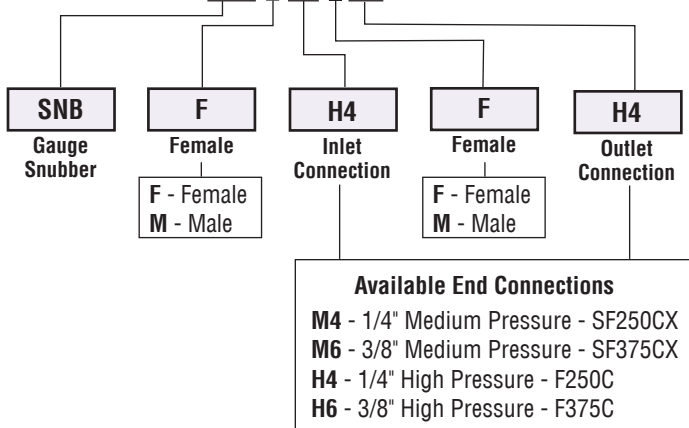 SNB F H4 F H4
Gauge Snubber Female Inlet Connection Female Outlet Connection
F - Female
M - Male
F - Female
M - Male
Available End Connections
M4 - 1/4" Medium Pressure - SF250CX
M6 - 3/8" Medium Pressure - SF375CX
H4 - 1/4" High Pressure - F250C
H6 - 3/8" High Pressure - F375C